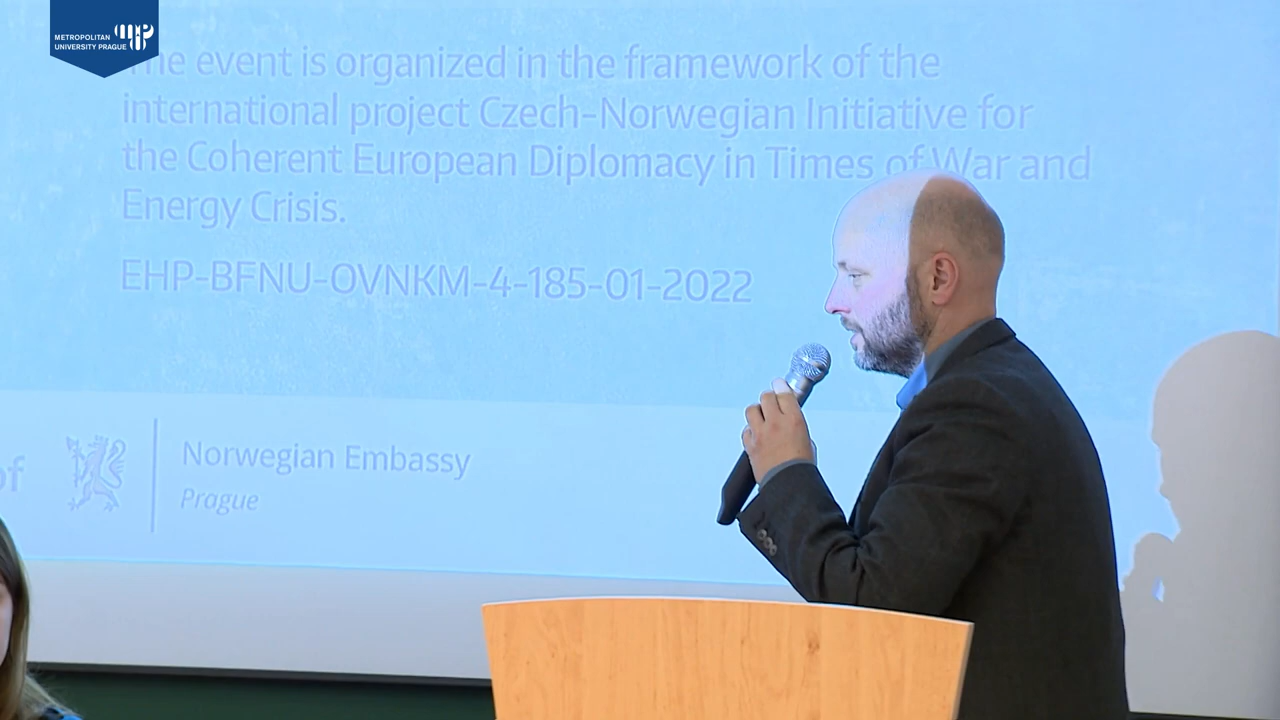 METROPOLITAN
UNIVERSITY PRAGUE
The event is organized in the framework of the
international project Czech-Norwegian Initiative for
the Coherent European Diplomacy in Times of War and
Energy Crisis.
EHP-BFNU-OVNKM-4-185-01-2022
of
Norwegian Embassy
Prague